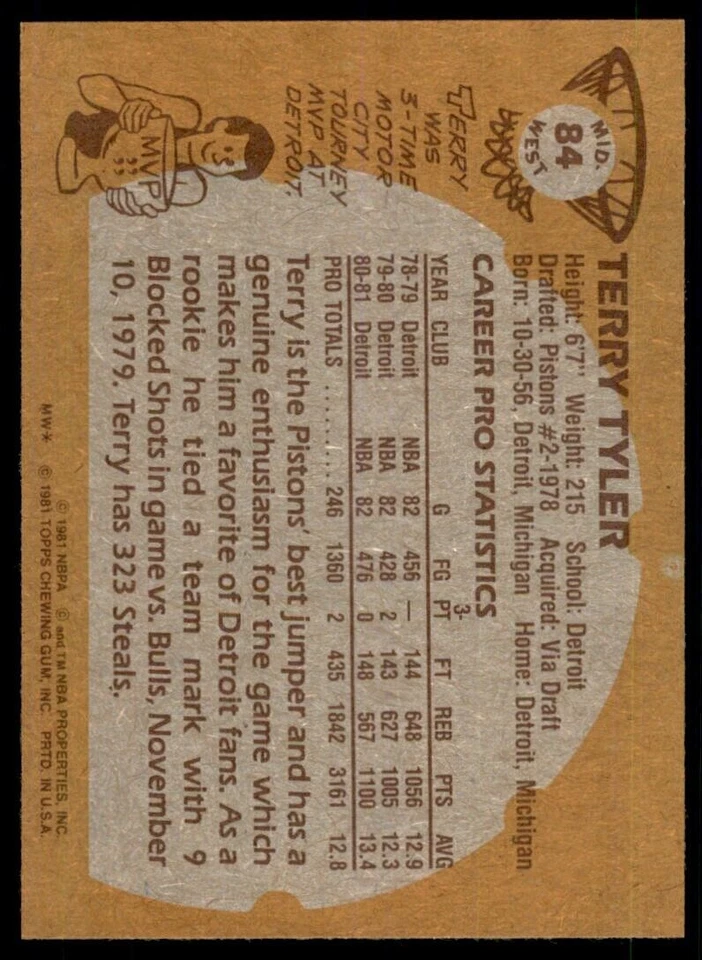 MID.
84
WEST
TERRY TYLER
Height: 6'7" Weight: 215 School: Detroit
Drafted: Pistons #2-1978 Acquired: Via Draft
Born: 10-30-56, Detroit, Michigan Home: Detroit, Michigan
CAREER PRO STATISTICS
YEAR CLUB G FG 3-PT FT REB PTS AVG
78-79 Detroit NBA 82 456 — 144 648 1056 12.9
79-80 Detroit NBA 82 428 2 143 627 1005 12.3
80-81 Detroit NBA 82 476 0 148 567 1100 13.4
PRO TOTALS ......... 246 1360 2 435 1842 3161 12.8
Terry is the Pistons' best jumper and has a
genuine enthusiasm for the game which
makes him a favorite of Detroit fans. As a
rookie he tied a team mark with 9
Blocked Shots in game vs. Bulls, November
10, 1979. Terry has 323 Steals.
TERRY
WAS
3-TIME
MOTOR
CITY
TOURNEY
MVP AT
DETROIT.
MVP
© 1981 NBPA © and TM NBA PROPERTIES, INC.
MW* © 1981 TOPPS CHEWING GUM, INC. PRTD. IN U.S.A.